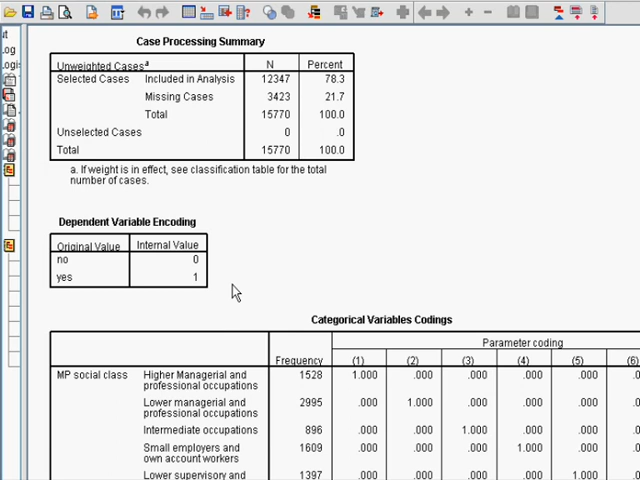 Case Processing Summary
Unweighted Cases^a N Percent
Selected Cases Included in Analysis 12347 78.3
Missing Cases 3423 21.7
Total 15770 100.0
Unselected Cases 0 .0
Total 15770 100.0
a. If weight is in effect, see classification table for the total
number of cases.
Dependent Variable Encoding
Original Value Internal Value
no 0
yes 1
Categorical Variables Codings
Parameter coding
Frequency (1) (2) (3) (4) (5) (6)
MP social class Higher Managerial and
professional occupations 1528 1.000 .000 .000 .000 .000
Lower managerial and
professional occupations 2995 .000 1.000 .000 .000 .000
Intermediate occupations 896 .000 .000 1.000 .000 .000
Small employers and
own account workers 1609 .000 .000 .000 1.000 .000
Lower supervisory and 1397 .000 .000 .000 .000 1.000